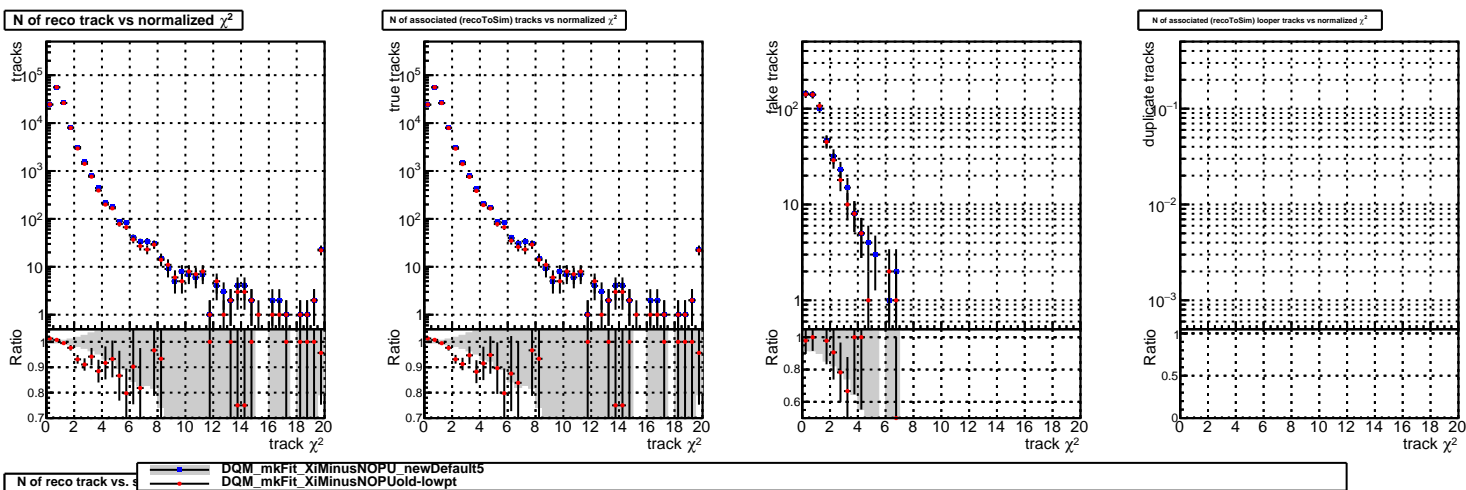 N of reco track vs normalized χ²
N of associated (recoToSim) tracks vs normalized χ²
N of associated (recoToSim) looper tracks vs normalized χ²
tracks
10⁵
10⁴
10³
10²
10
1
Ratio
1.0
0.9
0.8
0.7
0 2 4 6 8 10 12 14 16 18 20
track χ²
true tracks
10⁵
10⁴
10³
10²
10
1
Ratio
1.0
0.9
0.8
0.7
0 2 4 6 8 10 12 14 16 18 20
track χ²
fake tracks
10²
10
1
Ratio
1
0.8
0.6
0 2 4 6 8 10 12 14 16 18 20
track χ²
duplicate tracks
10⁻¹
10⁻²
10⁻³
Ratio
1
0.5
0
0 2 4 6 8 10 12 14 16 18 20
track χ²
DQM_mkFit_XiMinusNOPU_newDefault5
DQM_mkFit_XiMinusNOPUold-lowpt
N of reco track vs.